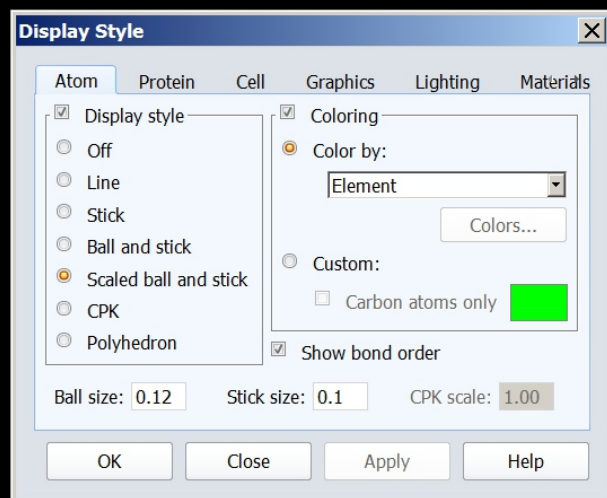 Display Style
Atom Protein Cell Graphics Lighting Materials
Display style
Off
Line
Stick
Ball and stick
Scaled ball and stick
CPK
Polyhedron
Coloring
Color by:
Element
Colors...
Custom:
Carbon atoms only
Show bond order
Ball size: 0.12 Stick size: 0.1 CPK scale: 1.00
OK Close Apply Help